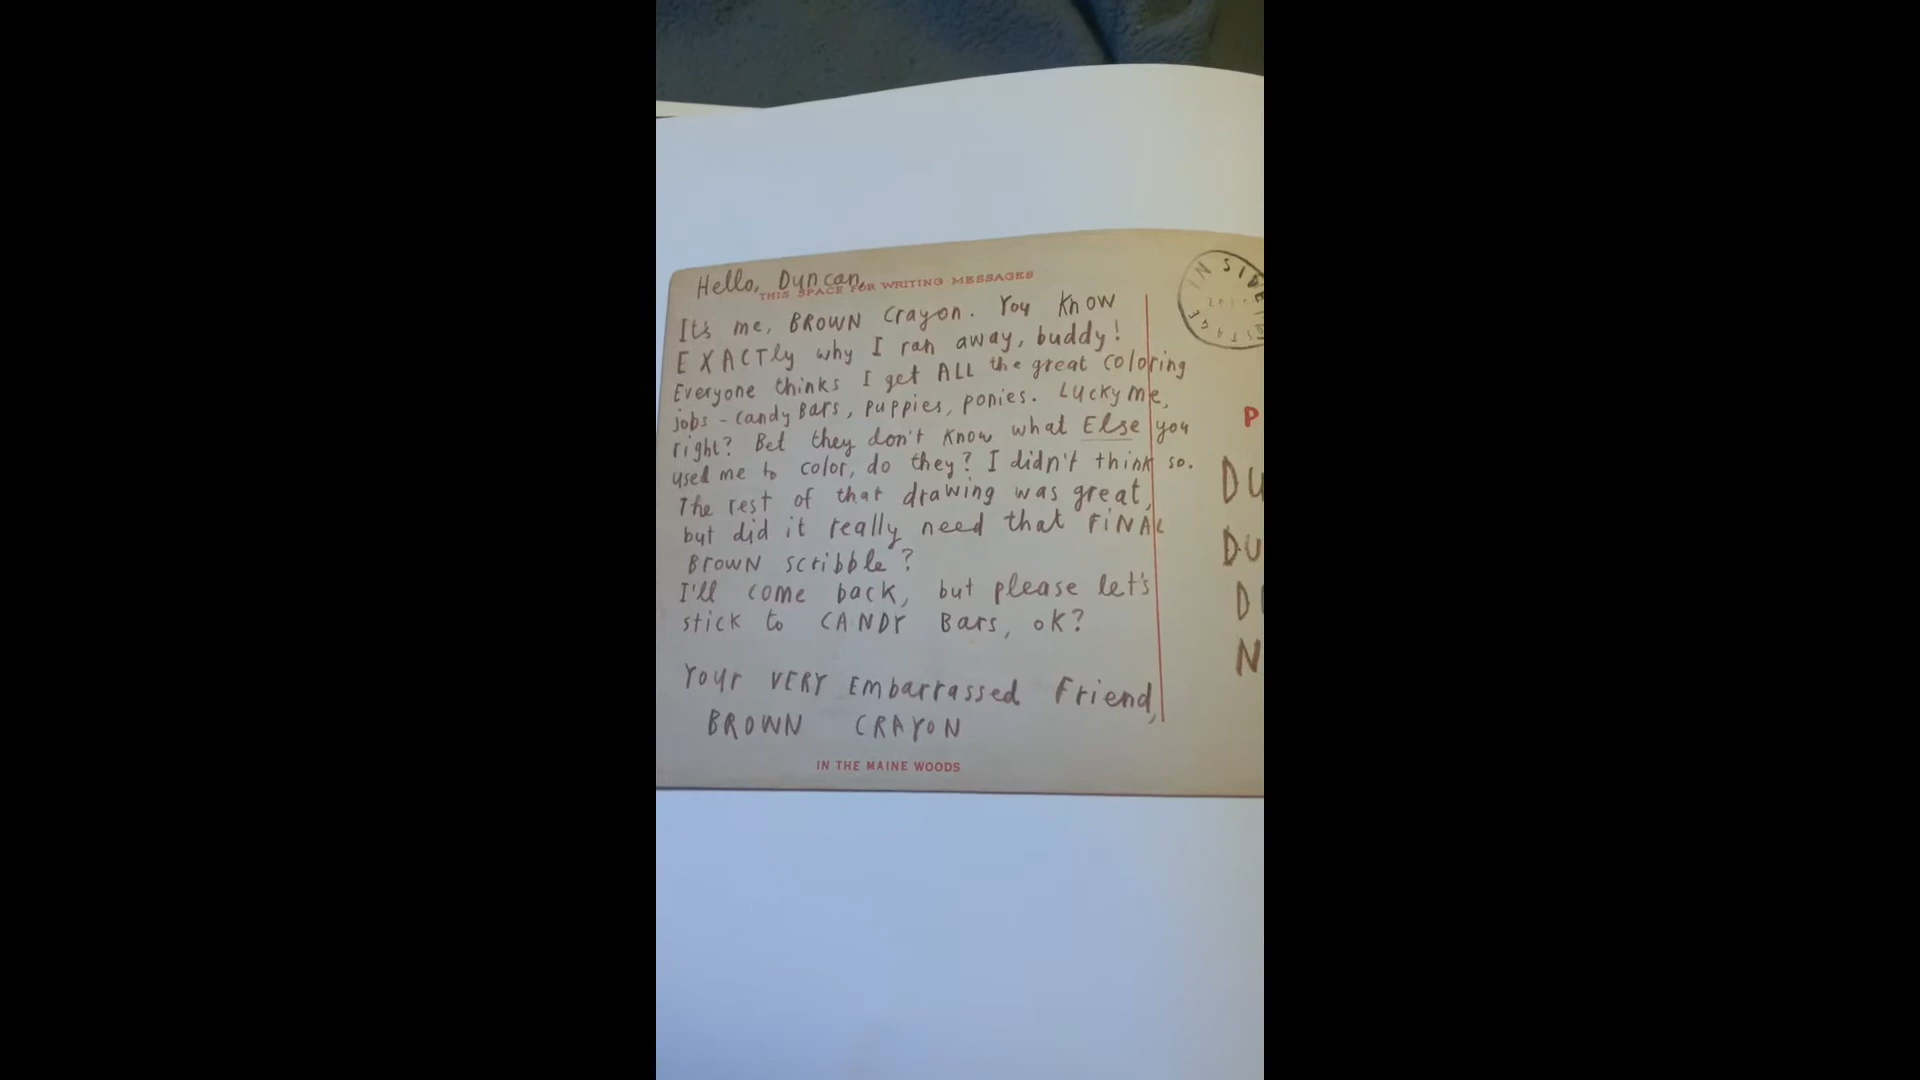 Hello, Duncan,
THIS SPACE FOR WRITING MESSAGES
It's me, BROWN Crayon. You know
EXACTly why I ran away, buddy!
Everyone thinks I get ALL the great coloring
jobs - candy Bars, puppies, ponies. Lucky me,
right? Bet they don't know what Else you
used me to color, do they? I didn't think so.
The rest of that drawing was great,
but did it really need that FiNAL
BROWN scribble?
I'll come back, but please let's
stick to CANDY Bars, oK?
Your VERY Embarrassed Friend,
BROWN CRAYON
IN THE MAINE WOODS
P
DU
DU
N